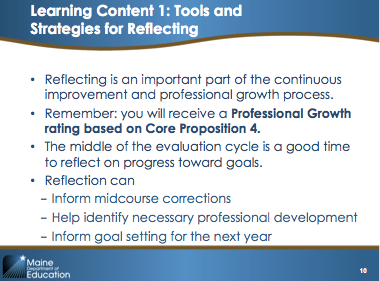 Learning Content 1: Tools and
Strategies for Reflecting
• Reflecting is an important part of the continuous
improvement and professional growth process.
• Remember: you will receive a Professional Growth
rating based on Core Proposition 4.
• The middle of the evaluation cycle is a good time
to reflect on progress toward goals.
• Reflection can
– Inform midcourse corrections
– Help identify necessary professional development
– Inform goal setting for the next year
Maine
Department of
Education
10